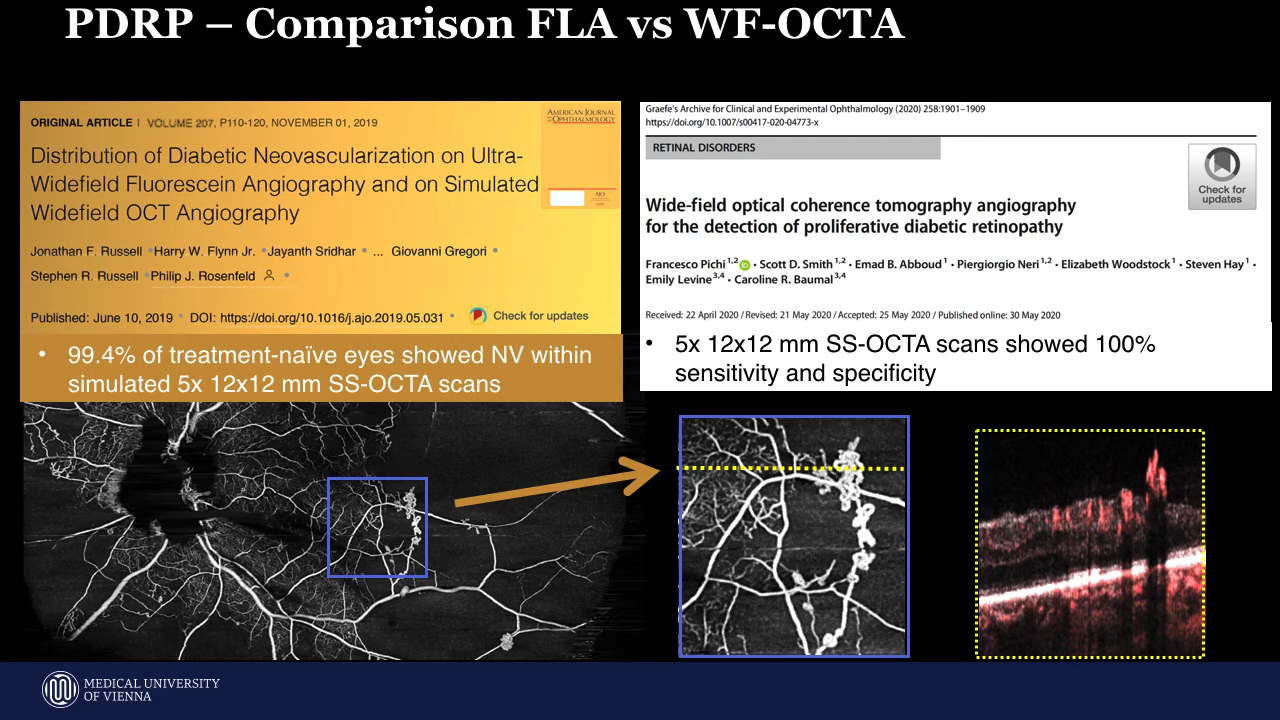 PDRP – Comparison FLA vs WF-OCTA
ORIGINAL ARTICLE | VOLUME 207, P110-120, NOVEMBER 01, 2019
AMERICAN JOURNAL
OF OPHTHALMOLOGY
Distribution of Diabetic Neovascularization on Ultra-
Widefield Fluorescein Angiography and on Simulated
Widefield OCT Angiography
AJO
Jonathan F. Russell • Harry W. Flynn Jr. • Jayanth Sridhar • ... Giovanni Gregori •
Stephen R. Russell • Philip J. Rosenfeld •
Published: June 10, 2019 • DOI: https://doi.org/10.1016/j.ajo.2019.05.031 •
Check for updates
• 99.4% of treatment-naïve eyes showed NV within
simulated 5x 12x12 mm SS-OCTA scans
Graefe's Archive for Clinical and Experimental Ophthalmology (2020) 258:1901–1909
https://doi.org/10.1007/s00417-020-04773-x
RETINAL DISORDERS
Check for
updates
Wide-field optical coherence tomography angiography
for the detection of proliferative diabetic retinopathy
Francesco Pichi 1,2 iD • Scott D. Smith 1,2 • Emad B. Abboud 1 • Piergiorgio Neri 1,2 • Elizabeth Woodstock 1 • Steven Hay 1 •
Emily Levine 3,4 • Caroline R. Baumal 3,4
Received: 22 April 2020 / Revised: 21 May 2020 / Accepted: 25 May 2020 / Published online: 30 May 2020
• 5x 12x12 mm SS-OCTA scans showed 100%
sensitivity and specificity
MEDICAL UNIVERSITY
OF VIENNA